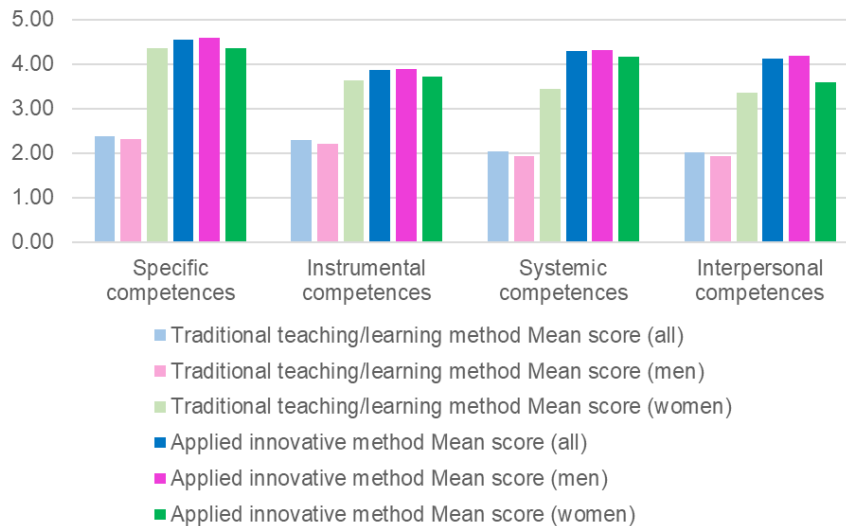 5.00
4.00
3.00
2.00
1.00
0.00
Specific competences
Instrumental competences
Systemic competences
Interpersonal competences
Traditional teaching/learning method Mean score (all)
Traditional teaching/learning method Mean score (men)
Traditional teaching/learning method Mean score (women)
Applied innovative method Mean score (all)
Applied innovative method Mean score (men)
Applied innovative method Mean score (women)